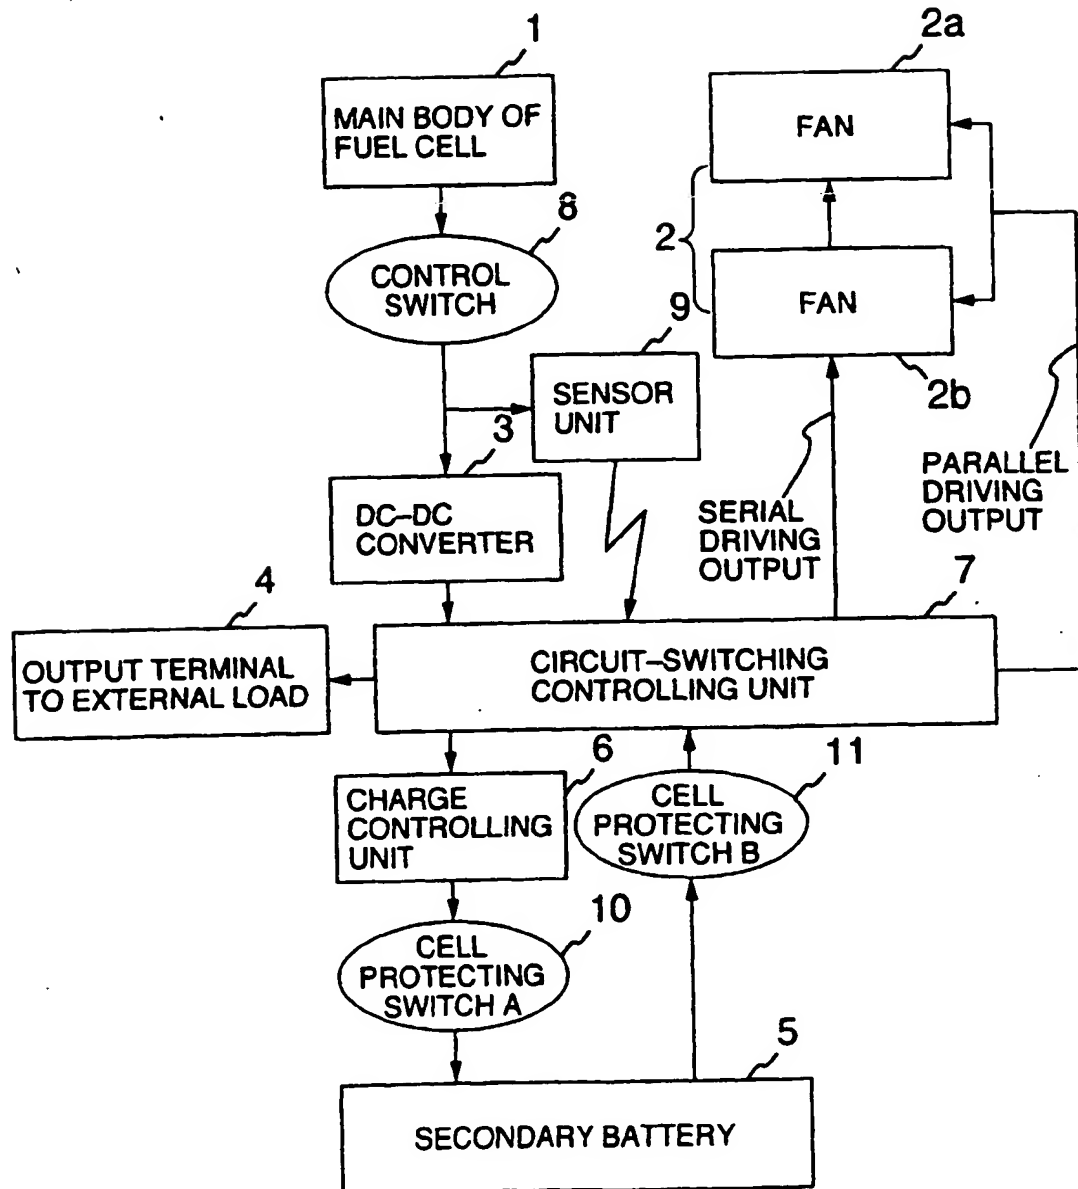 1
MAIN BODY OF
FUEL CELL
2a
FAN
8
CONTROL
SWITCH
2
FAN
2b
9
SENSOR
UNIT
3
DC–DC
CONVERTER
SERIAL
DRIVING
OUTPUT
PARALLEL
DRIVING
OUTPUT
4
OUTPUT TERMINAL
TO EXTERNAL LOAD
7
CIRCUIT–SWITCHING
CONTROLLING UNIT
6
CHARGE
CONTROLLING
UNIT
11
CELL
PROTECTING
SWITCH B
10
CELL
PROTECTING
SWITCH A
5
SECONDARY BATTERY